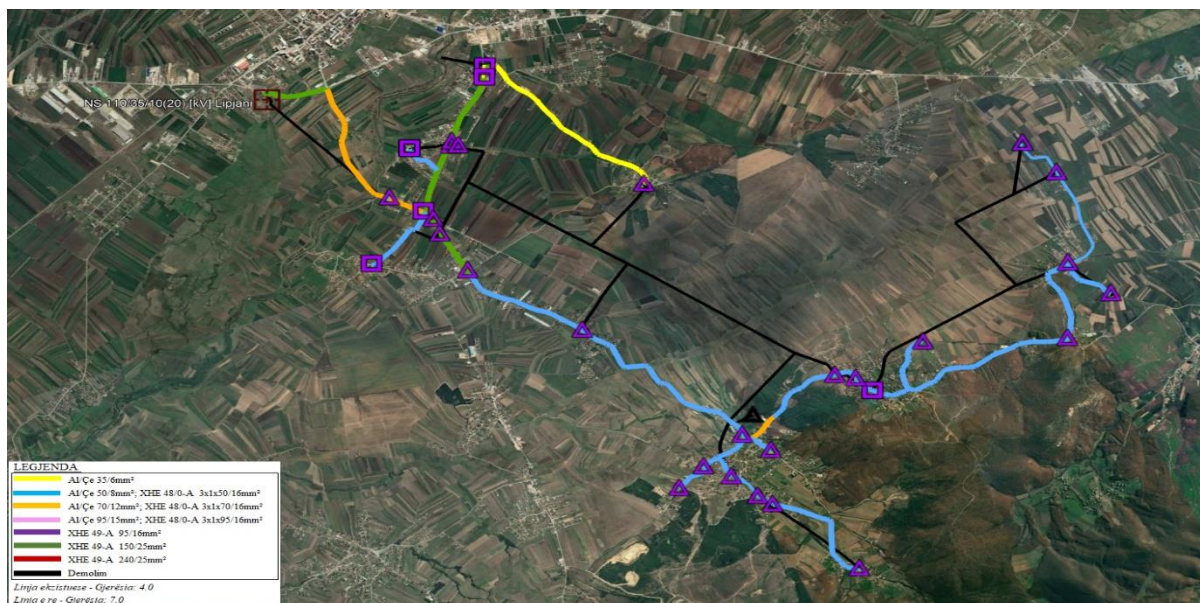 NS 110/35/10(20) [kV] Lipjani
LEGJENDA
Al/Çe 35/6mm²
Al/Çe 50/8mm²; XHE 48/0-A 3x1x50/16mm²
Al/Çe 70/12mm²; XHE 48/0-A 3x1x70/16mm²
Al/Çe 95/15mm²; XHE 48/0-A 3x1x95/16mm²
XHE 49-A 95/16mm²
XHE 49-A 150/25mm²
XHE 49-A 240/25mm²
Demolim
Linja ekzistuese - Gjerësia: 4.0
Linja e re - Gjerësia: 7.0